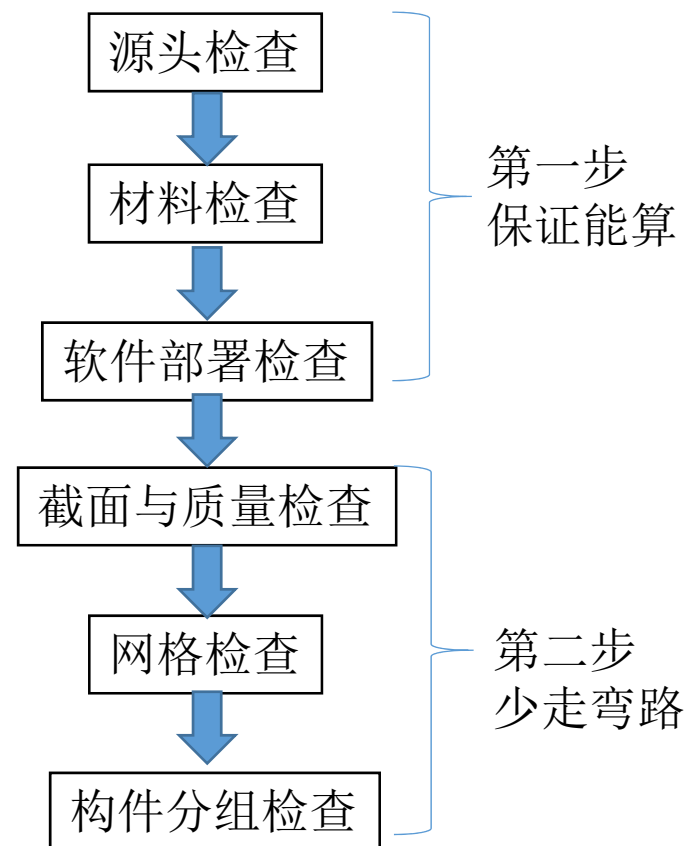 源头检查
材料检查
第一步
保证能算
软件部署检查
截面与质量检查
网格检查
第二步
少走弯路
构件分组检查